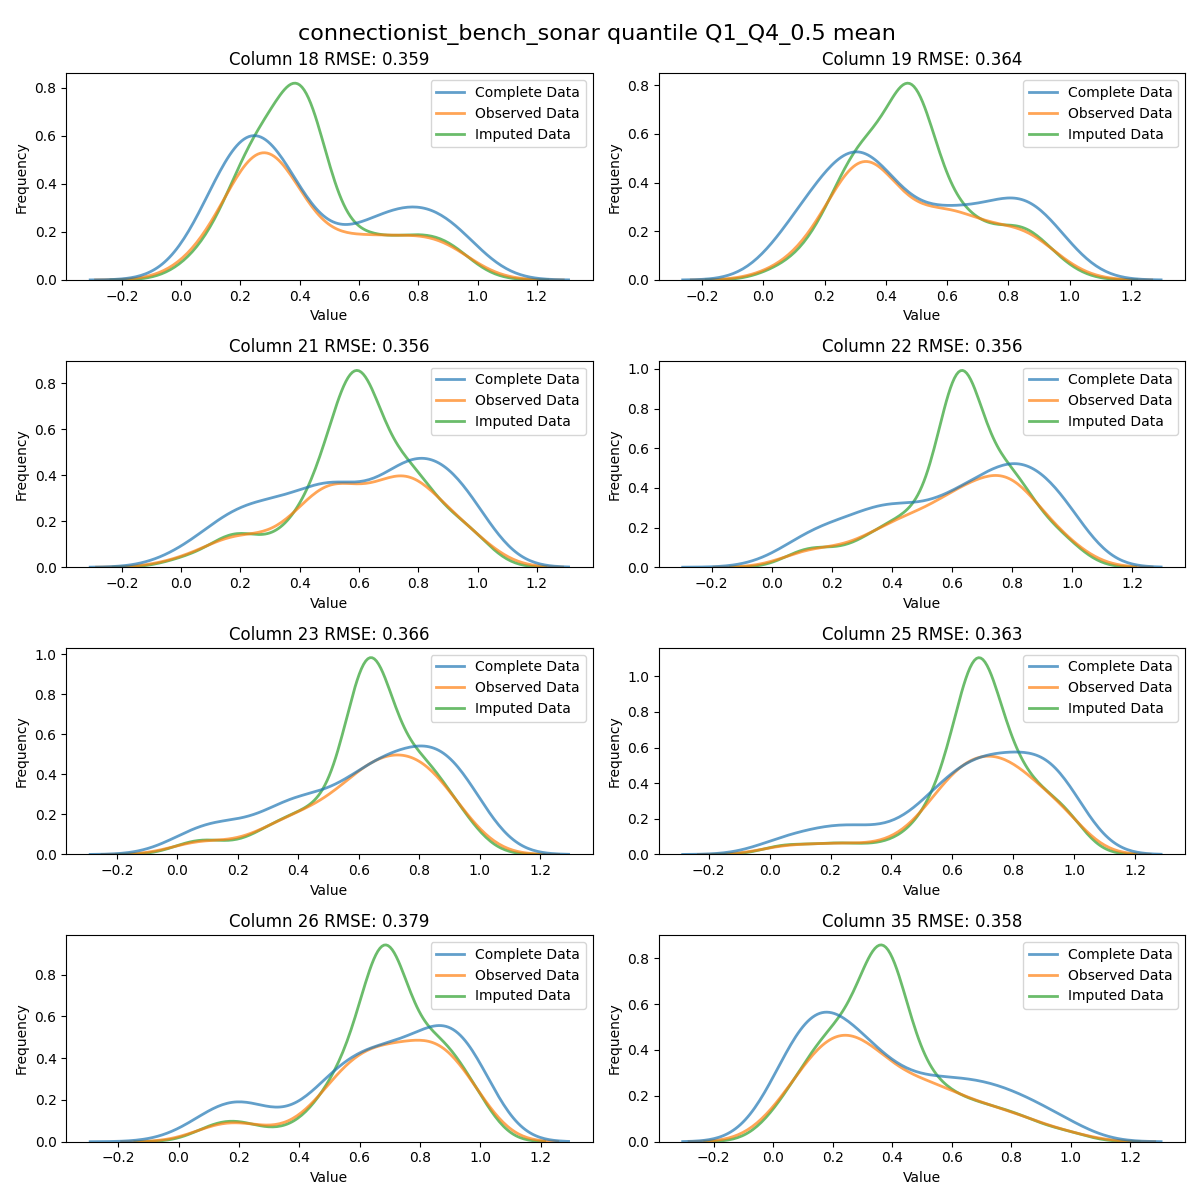 connectionist_bench_sonar quantile Q1_Q4_0.5 mean
Column 18 RMSE: 0.359
Frequency
0.8
0.6
0.4
0.2
0.0
Complete Data
Observed Data
Imputed Data
−0.2 0.0 0.2 0.4 0.6 0.8 1.0 1.2
Value
Column 19 RMSE: 0.364
Frequency
0.8
0.6
0.4
0.2
0.0
Complete Data
Observed Data
Imputed Data
−0.2 0.0 0.2 0.4 0.6 0.8 1.0 1.2
Value
Column 21 RMSE: 0.356
Frequency
0.8
0.6
0.4
0.2
0.0
Complete Data
Observed Data
Imputed Data
−0.2 0.0 0.2 0.4 0.6 0.8 1.0 1.2
Value
Column 22 RMSE: 0.356
Frequency
1.0
0.8
0.6
0.4
0.2
0.0
Complete Data
Observed Data
Imputed Data
−0.2 0.0 0.2 0.4 0.6 0.8 1.0 1.2
Value
Column 23 RMSE: 0.366
Frequency
1.0
0.8
0.6
0.4
0.2
0.0
Complete Data
Observed Data
Imputed Data
−0.2 0.0 0.2 0.4 0.6 0.8 1.0 1.2
Value
Column 25 RMSE: 0.363
Frequency
1.0
0.8
0.6
0.4
0.2
0.0
Complete Data
Observed Data
Imputed Data
−0.2 0.0 0.2 0.4 0.6 0.8 1.0 1.2
Value
Column 26 RMSE: 0.379
Frequency
0.8
0.6
0.4
0.2
0.0
Complete Data
Observed Data
Imputed Data
−0.2 0.0 0.2 0.4 0.6 0.8 1.0 1.2
Value
Column 35 RMSE: 0.358
Frequency
0.8
0.6
0.4
0.2
0.0
Complete Data
Observed Data
Imputed Data
−0.2 0.0 0.2 0.4 0.6 0.8 1.0 1.2
Value